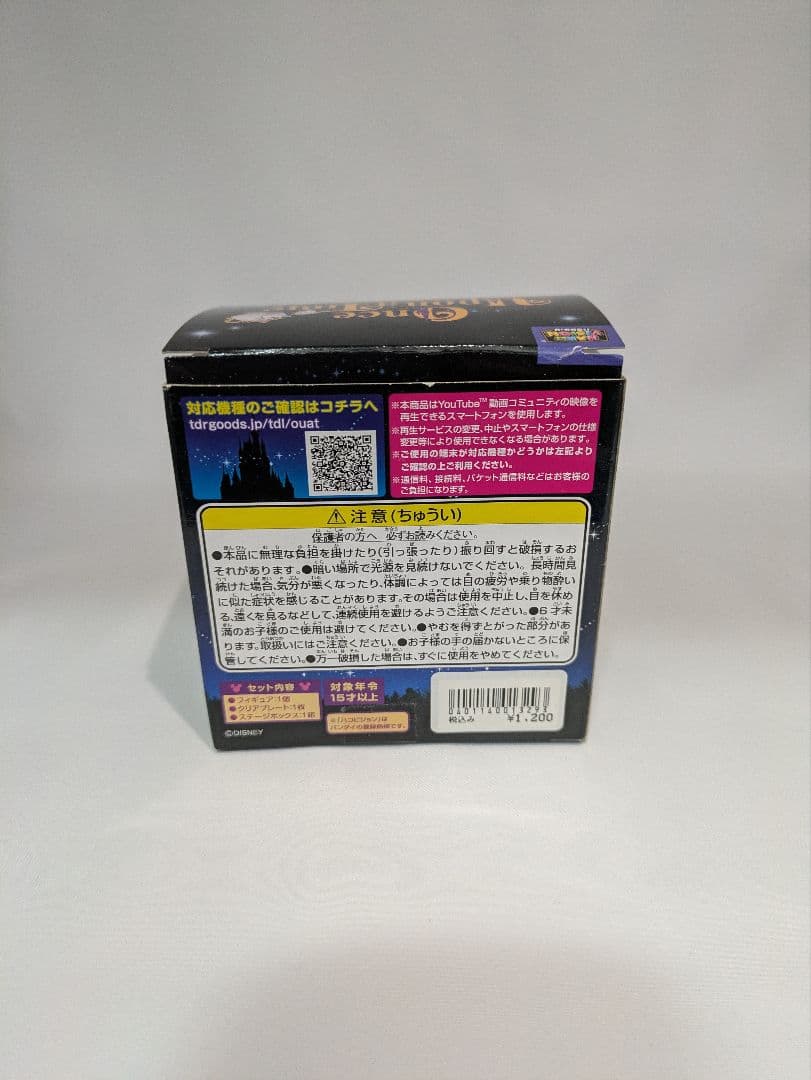 Once
Upon a Time
対応機種のご確認はコチラへ
tdrgoods.jp/tdl/ouat
※本商品はYouTube™動画コミュニティの映像を
再生できるスマートフォンを使用します。
※再生サービスの変更、中止やスマートフォンの仕様
変更等により使用できなくなる場合があります。
※ご使用の端末が対応機種かどうかは左記より
ご確認の上ご利用ください。
※通信料、接続料、パケット通信料などはお客様の
ご負担になります。
⚠注意(ちゅうい)
保護者の方へ 必ずお読みください。
●本品に無理な負担を掛けたり(引っ張ったり)振り回すと破損するお
それがあります。●暗い場所で光源を見続けないでください。長時間見
続けた場合、気分が悪くなったり、体調によっては目の疲労や乗り物酔い
に似た症状を感じることがあります。その場合は使用を中止し、目を休め
る、遠くを見るなどして、連続使用を避けるようご注意ください。●6才未
満のお子様のご使用は避けてください。●やむを得ずとがった部分があ
ります。取扱いにはご注意ください。●お子様の手の届かないところに保
管してください。●万一破損した場合は、すぐに使用をやめてください。
セット内容
●フィギュア:1個
●クリアプレート:1枚
●ステージボックス:1部
対象年令
15才以上
※「ハコビジョン」は
バンダイの登録商標です。
©DISNEY
0401140013293
税込み ¥1,200